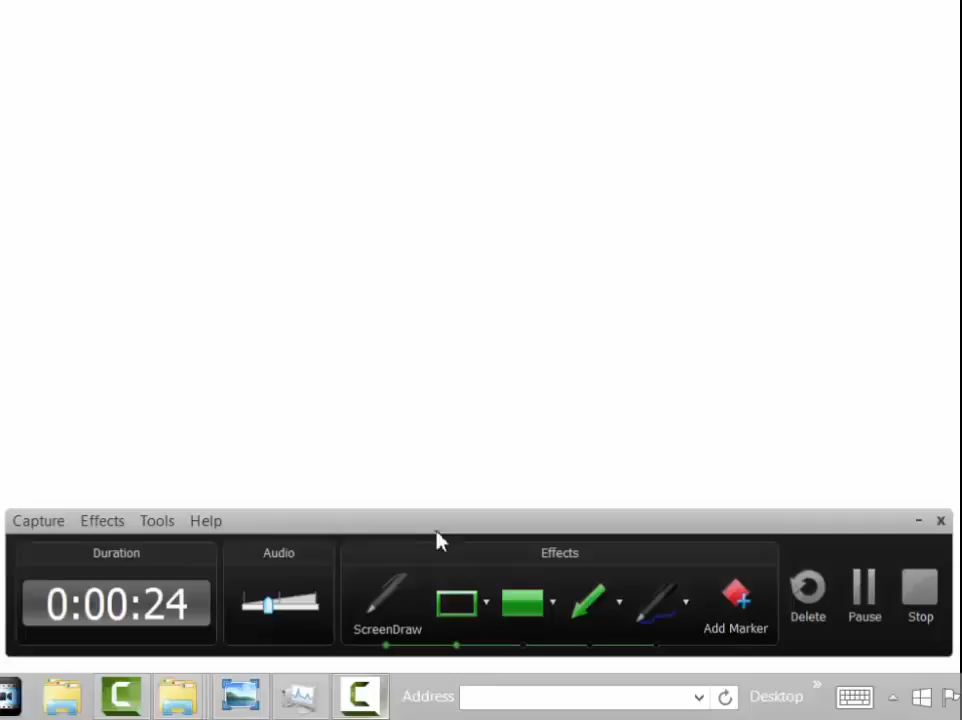 Capture Effects Tools Help - x
Duration Audio Effects
0:00:24
ScreenDraw Add Marker Delete Pause Stop
Address Desktop »